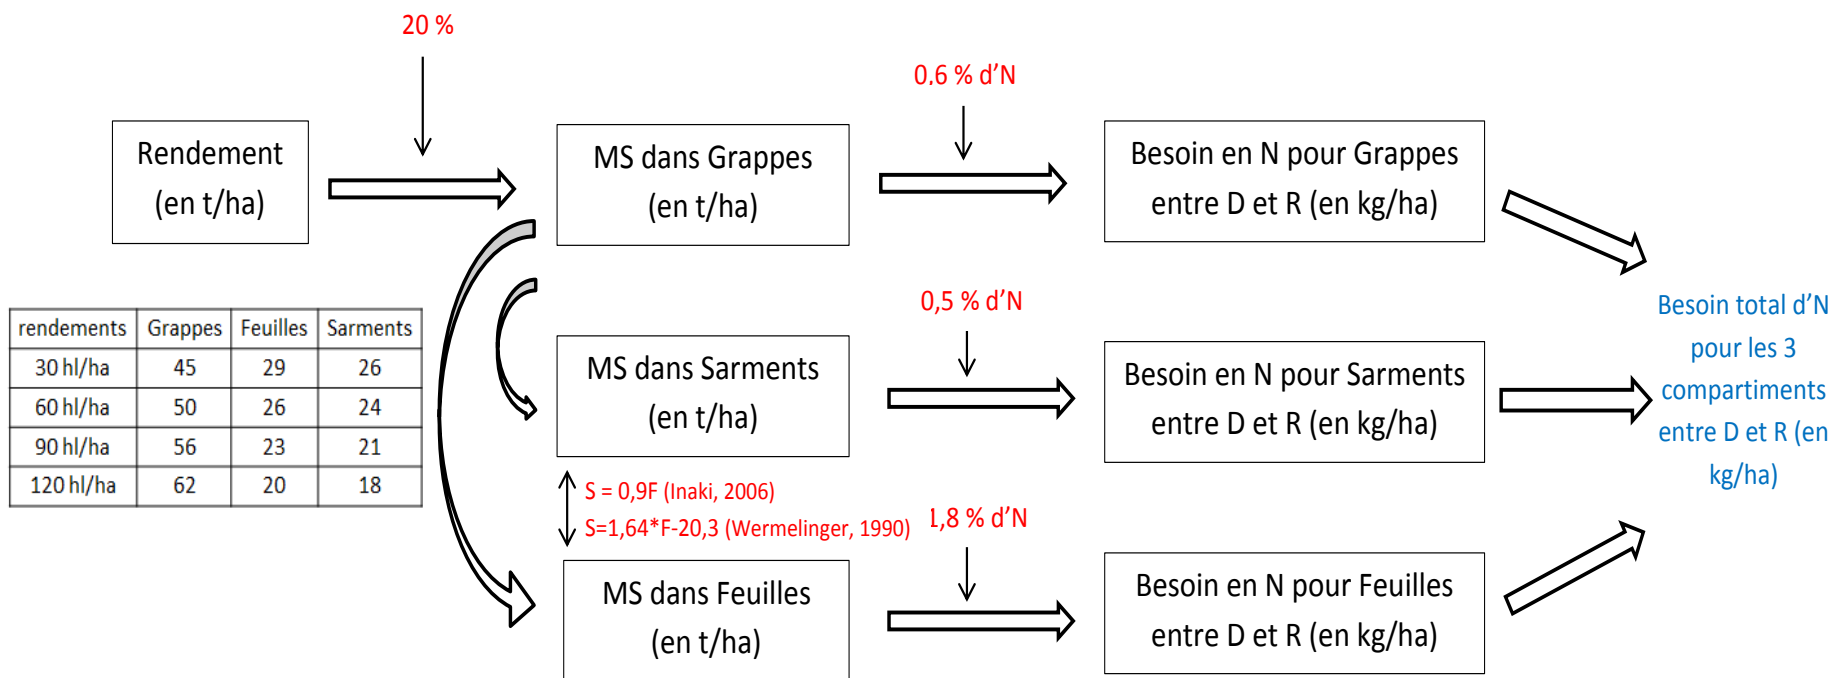 20 %
0.6 % d'N
Rendement
(en t/ha)
MS dans Grappes
(en t/ha)
Besoin en N pour Grappes
entre D et R (en kg/ha)
rendements Grappes Feuilles Sarments
30 hl/ha 45 29 26
60 hl/ha 50 26 24
90 hl/ha 56 23 21
120 hl/ha 62 20 18
0,5 % d'N
MS dans Sarments
(en t/ha)
Besoin en N pour Sarments
entre D et R (en kg/ha)
Besoin total d'N
pour les 3
compartiments
entre D et R (en
kg/ha)
S = 0,9F (Inaki, 2006)
S=1,64*F-20,3 (Wermelinger, 1990)
1,8 % d'N
MS dans Feuilles
(en t/ha)
Besoin en N pour Feuilles
entre D et R (en kg/ha)